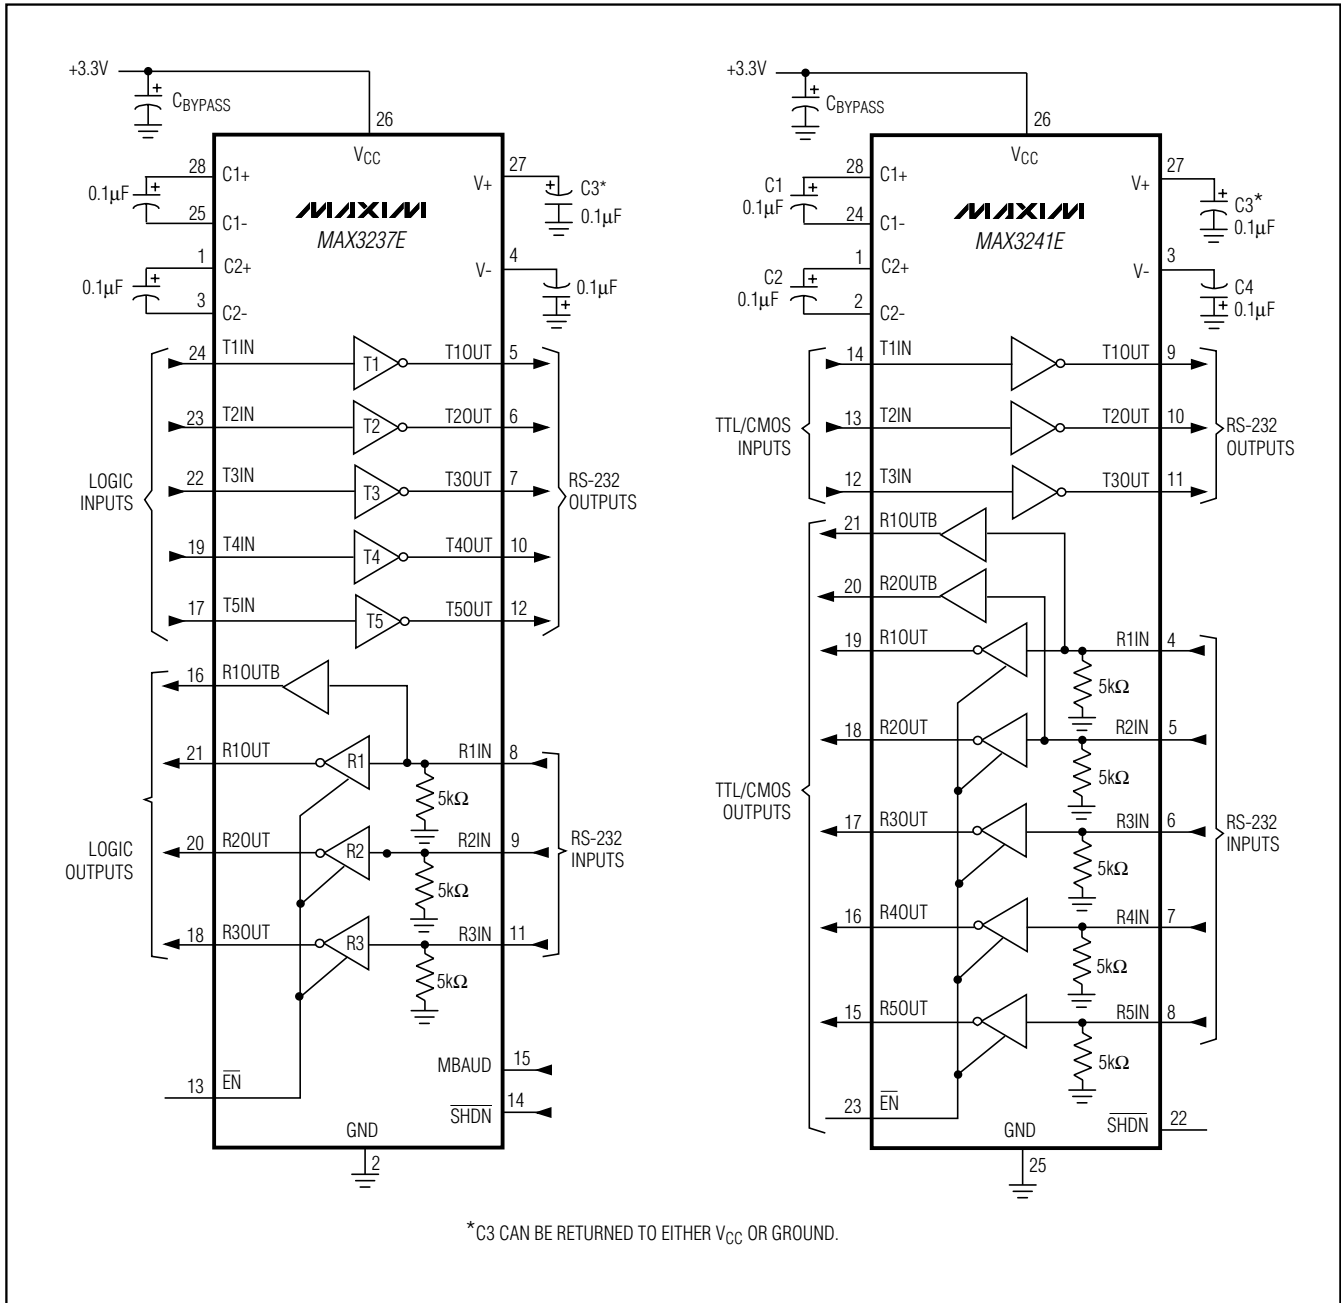 +3.3V
CBYPASS
26
VCC
28
C1+
0.1µF
25
C1-
27
V+
C3*
0.1µF
MAXIM
MAX3237E
1
C2+
0.1µF
3
C2-
4
V-
0.1µF
24 T1IN T1 T1OUT 5
23 T2IN T2 T2OUT 6
22 T3IN T3 T3OUT 7
19 T4IN T4 T4OUT 10
17 T5IN T5 T5OUT 12
LOGIC
INPUTS
RS-232
OUTPUTS
16 R1OUTB
21 R1OUT R1 R1IN 8
5kΩ
20 R2OUT R2 R2IN 9
5kΩ
18 R3OUT R3 R3IN 11
5kΩ
LOGIC
OUTPUTS
RS-232
INPUTS
MBAUD 15
13 EN
SHDN 14
GND
2
+3.3V
CBYPASS
26
VCC
28
C1+
C1
0.1µF
24
C1-
27
V+
C3*
0.1µF
MAXIM
MAX3241E
1
C2+
C2
0.1µF
2
C2-
3
V-
C4
0.1µF
14 T1IN T1OUT 9
13 T2IN T2OUT 10
12 T3IN T3OUT 11
TTL/CMOS
INPUTS
RS-232
OUTPUTS
21 R1OUTB
20 R2OUTB
19 R1OUT R1IN 4
5kΩ
18 R2OUT R2IN 5
5kΩ
17 R3OUT R3IN 6
5kΩ
16 R4OUT R4IN 7
5kΩ
15 R5OUT R5IN 8
5kΩ
TTL/CMOS
OUTPUTS
RS-232
INPUTS
23 EN
SHDN 22
GND
25
*C3 CAN BE RETURNED TO EITHER VCC OR GROUND.